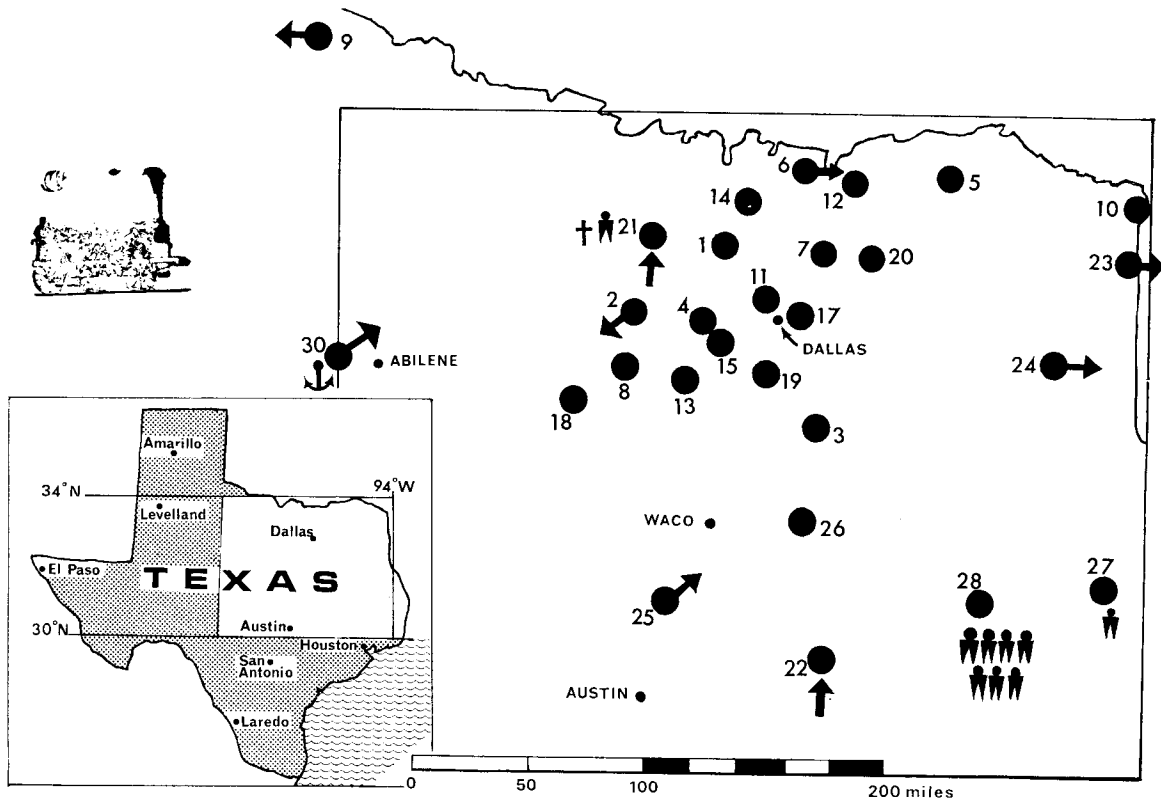 9
6
5
14
12
10
21
1
7
20
23
11
2
4
17
DALLAS
30
ABILENE
15
24
8
13
19
18
3
WACO
26
25
28
27
22
AUSTIN
Amarillo
34°N
94°W
Levelland
Dallas
El Paso
TEXAS
30°N
Austin
Houston
San
Antonio
Laredo
0
50
100
200 miles